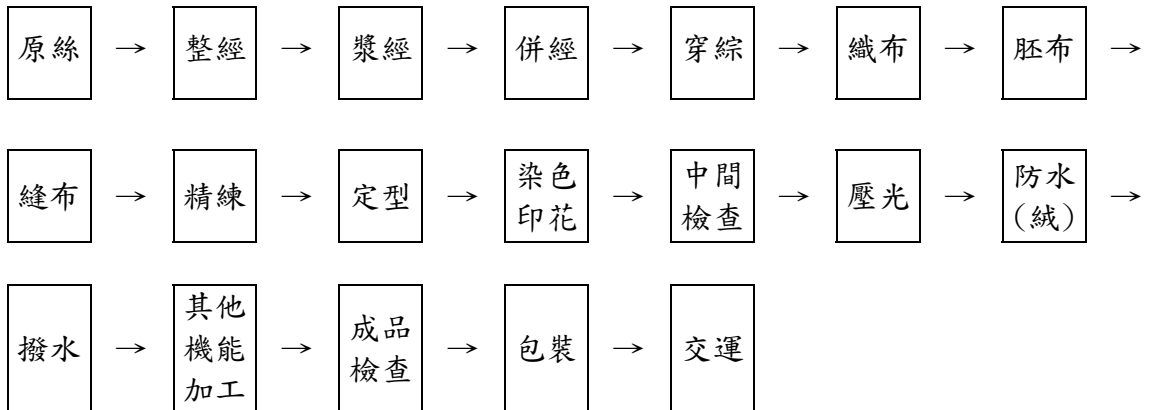 原絲 → 整經 → 漿經 → 併經 → 穿綜 → 織布 → 胚布 →
縫布 → 精練 → 定型 → 染色印花 → 中間檢查 → 壓光 → 防水(絨) →
撥水 → 其他機能加工 → 成品檢查 → 包裝 → 交運